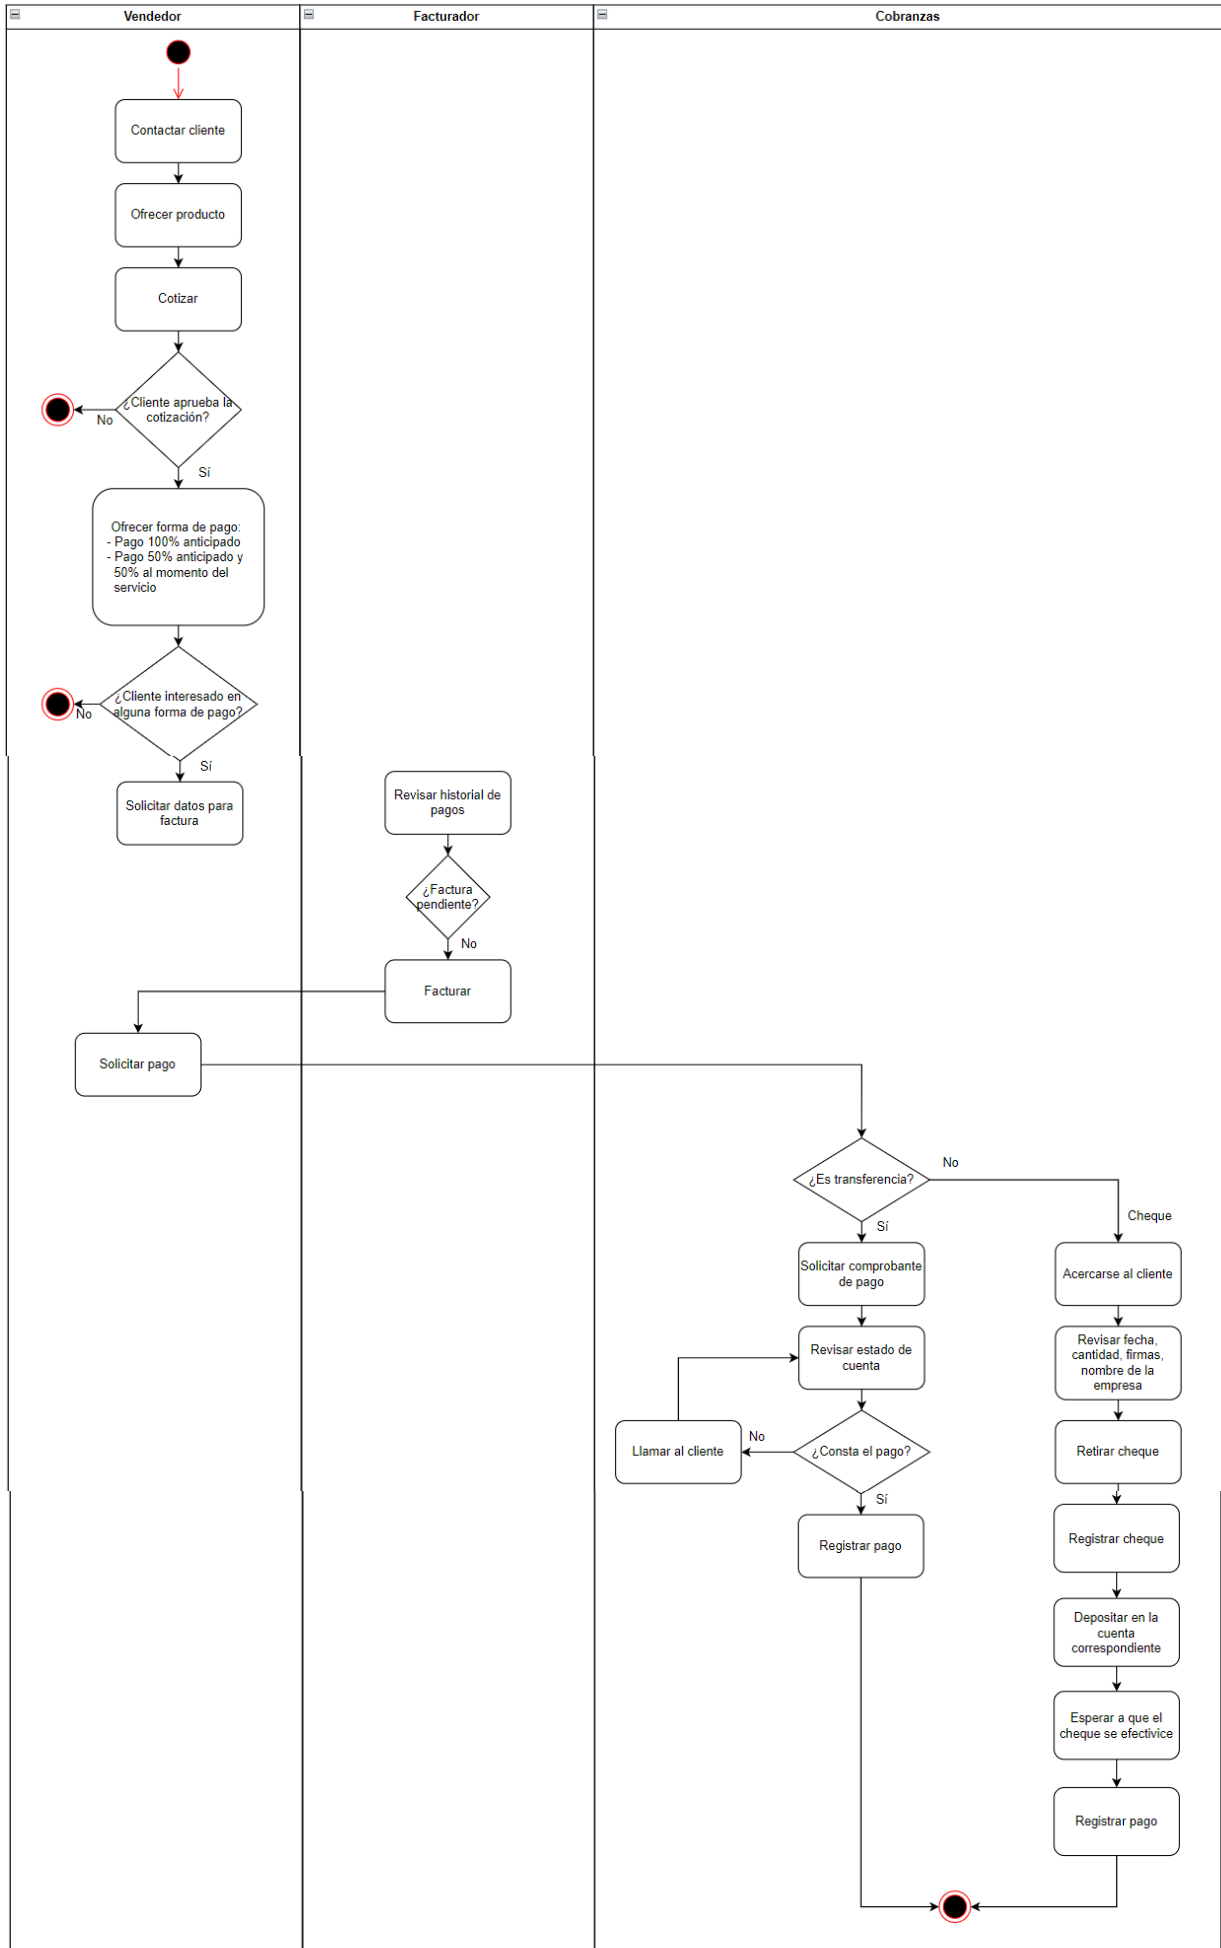 Vendedor
Facturador
Cobranzas
Contactar cliente
Ofrecer producto
Cotizar
¿Cliente aprueba la
cotización?
No
Sí
Ofrecer forma de pago:
- Pago 100% anticipado
- Pago 50% anticipado y
50% al momento del
servicio
¿Cliente interesado en
alguna forma de pago?
No
Sí
Solicitar datos para
factura
Revisar historial de
pagos
¿Factura
pendiente?
No
Facturar
Solicitar pago
¿Es transferencia?
No
Cheque
Sí
Solicitar comprobante
de pago
Acercarse al cliente
Revisar estado de
cuenta
Revisar fecha,
cantidad, firmas,
nombre de la
empresa
Llamar al cliente
No
¿Consta el pago?
Retirar cheque
Sí
Registrar pago
Registrar cheque
Depositar en la
cuenta
correspondiente
Esperar a que el
cheque se efectivice
Registrar pago